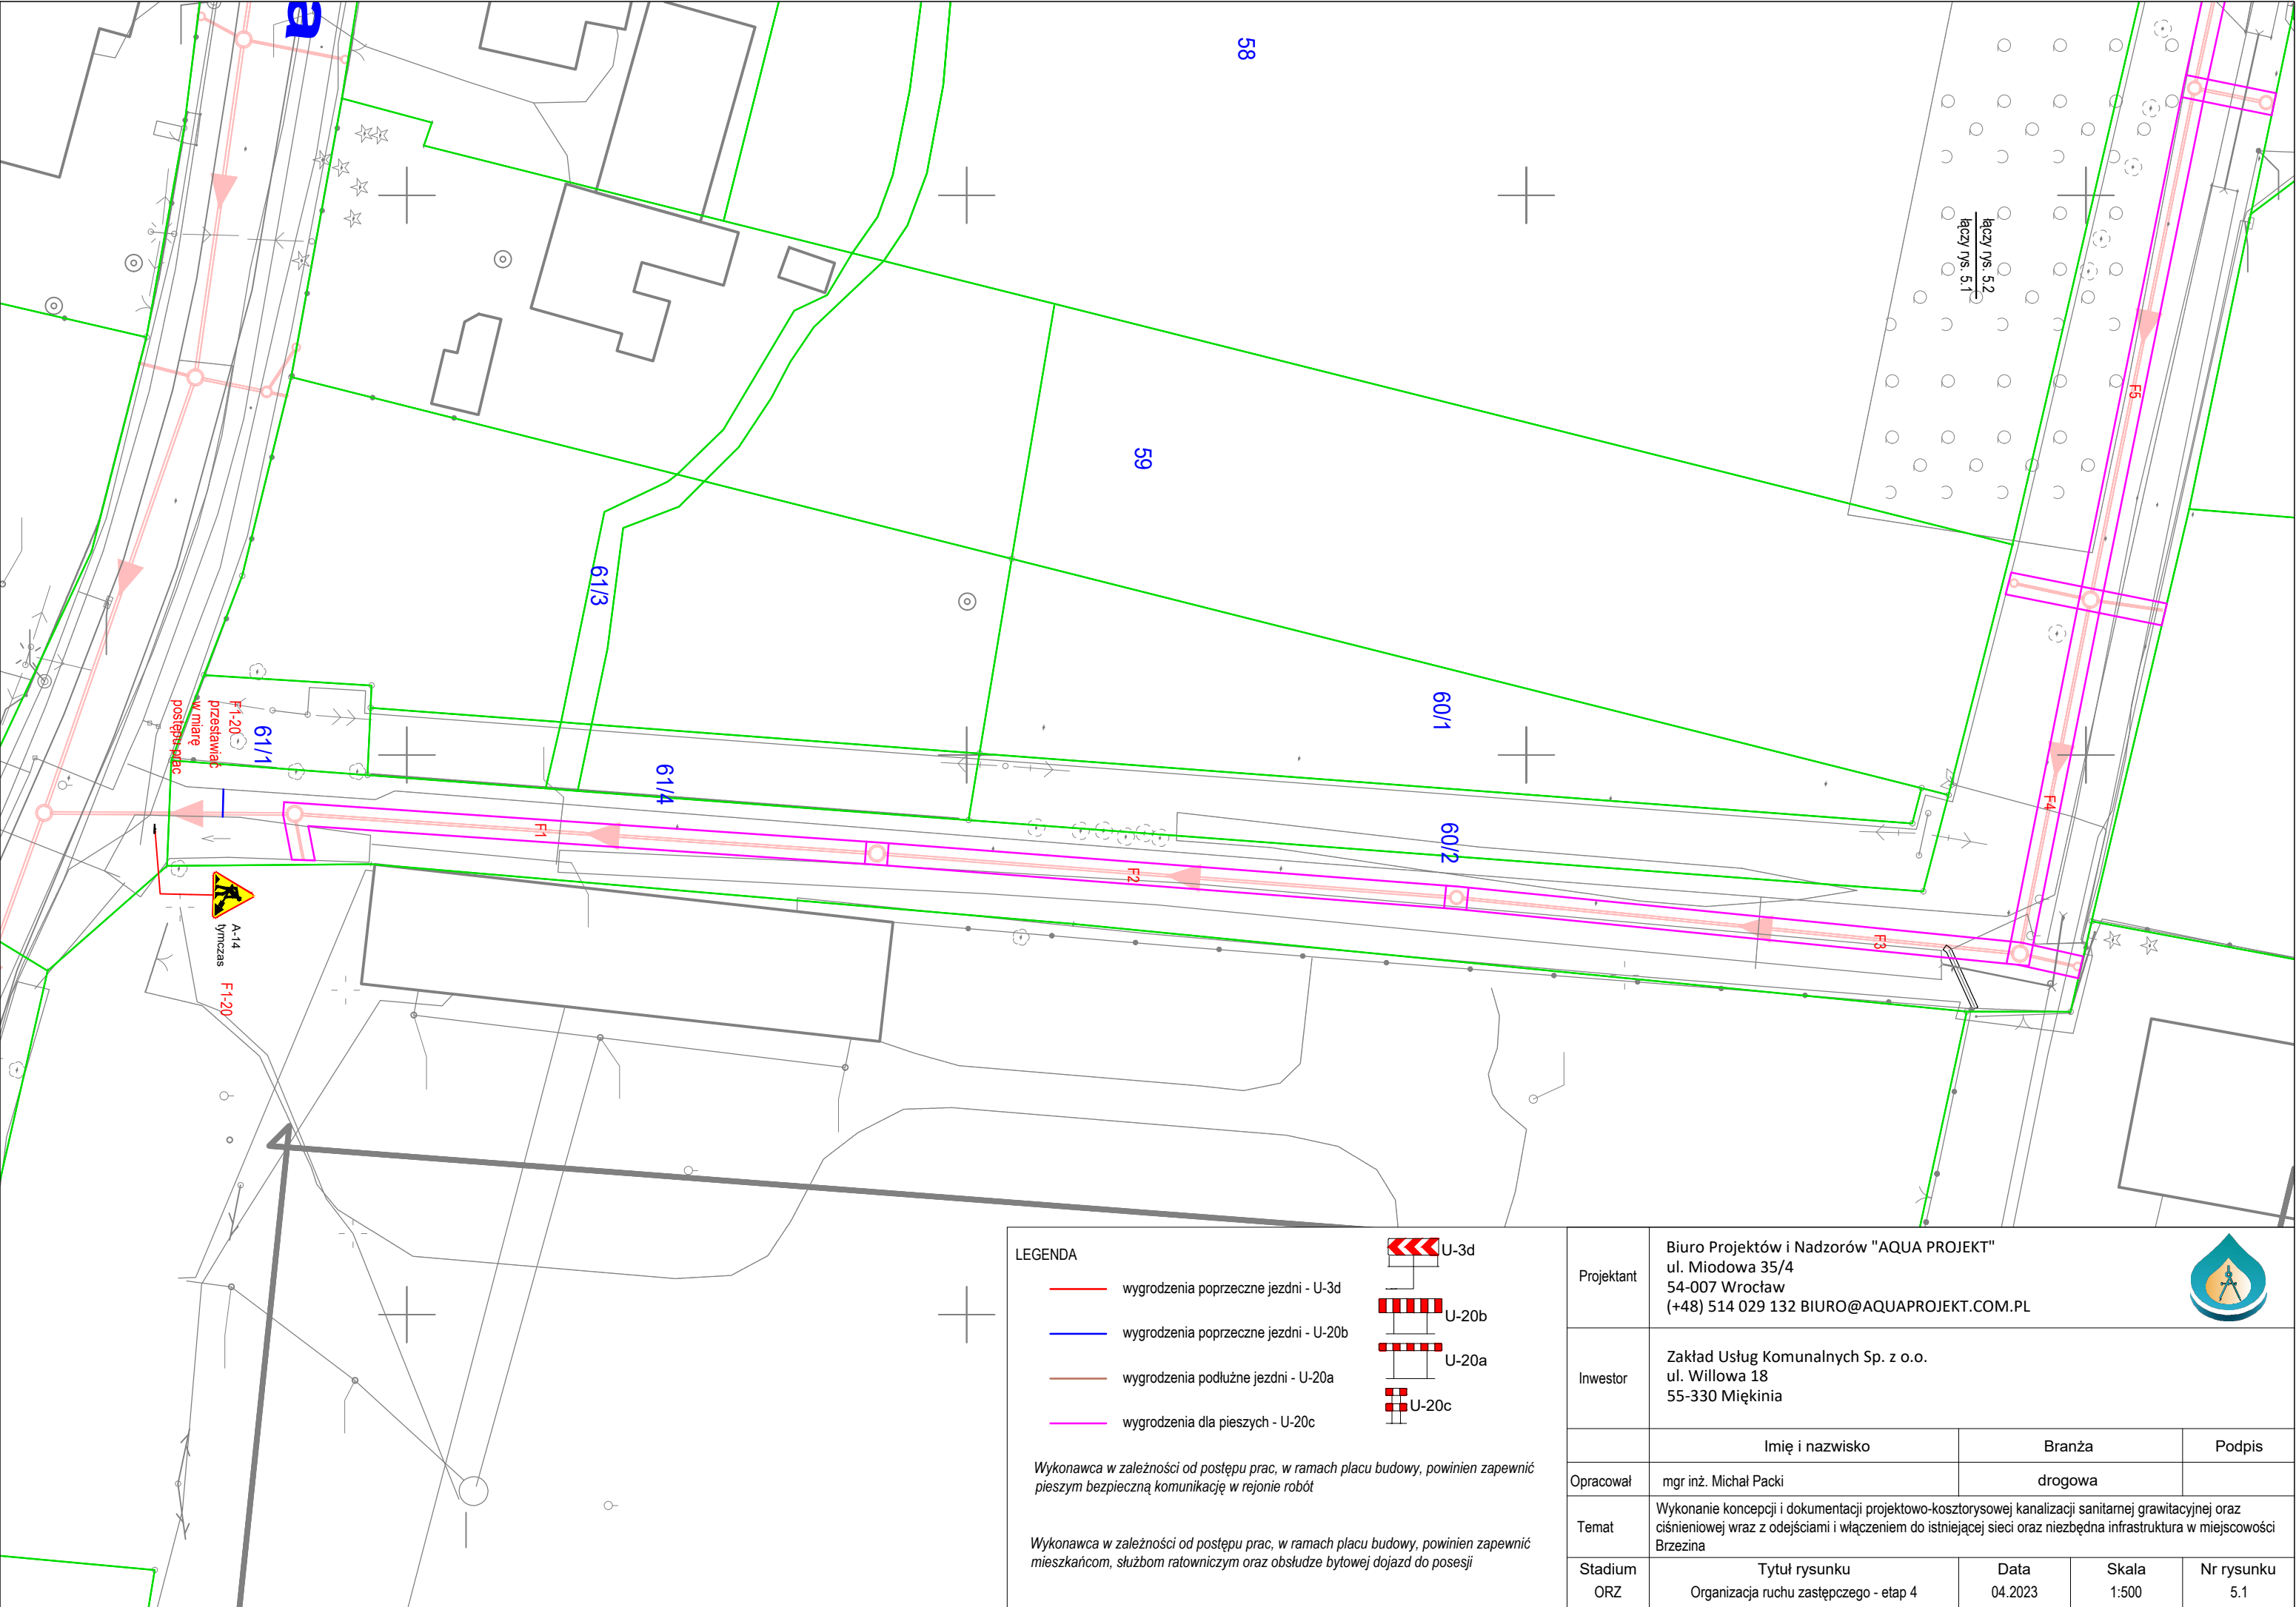 a
58
łączy rys. 5.2
łączy rys. 5.1
F5
59
61/3
60/1
F1-20
przestawiać
w miarę
postępu prac
61/1
61/4
F4
F1
60/2
F2
F3
A-14
tymczas
F1-20
LEGENDA
wygrodzenia poprzeczne jezdni - U-3d
wygrodzenia poprzeczne jezdni - U-20b
wygrodzenia podłużne jezdni - U-20a
wygrodzenia dla pieszych - U-20c
U-3d
U-20b
U-20a
U-20c
Wykonawca w zależności od postępu prac, w ramach placu budowy, powinien zapewnić
pieszym bezpieczną komunikację w rejonie robót
Wykonawca w zależności od postępu prac, w ramach placu budowy, powinien zapewnić
mieszkańcom, służbom ratowniczym oraz obsłudze bytowej dojazd do posesji
Projektant
Biuro Projektów i Nadzorów "AQUA PROJEKT"
ul. Miodowa 35/4
54-007 Wrocław
(+48) 514 029 132 BIURO@AQUAPROJEKT.COM.PL
Inwestor
Zakład Usług Komunalnych Sp. z o.o.
ul. Willowa 18
55-330 Miękinia
Imię i nazwisko Branża Podpis
Opracował mgr inż. Michał Packi drogowa
Temat
Wykonanie koncepcji i dokumentacji projektowo-kosztorysowej kanalizacji sanitarnej grawitacyjnej oraz
ciśnieniowej wraz z odejściami i włączeniem do istniejącej sieci oraz niezbędna infrastruktura w miejscowości
Brzezina
Stadium Tytuł rysunku Data Skala Nr rysunku
ORZ Organizacja ruchu zastępczego - etap 4 04.2023 1:500 5.1